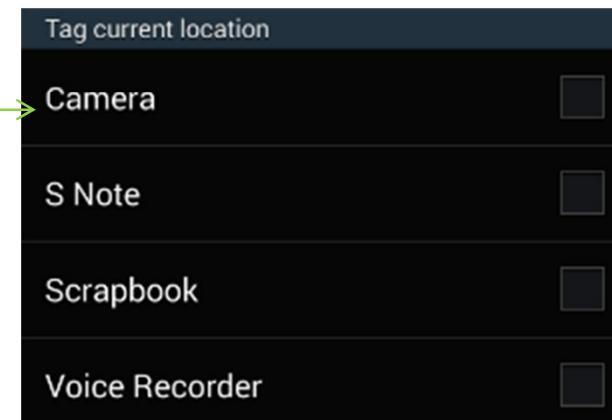 Tag current location
Camera
S Note
Scrapbook
Voice Recorder